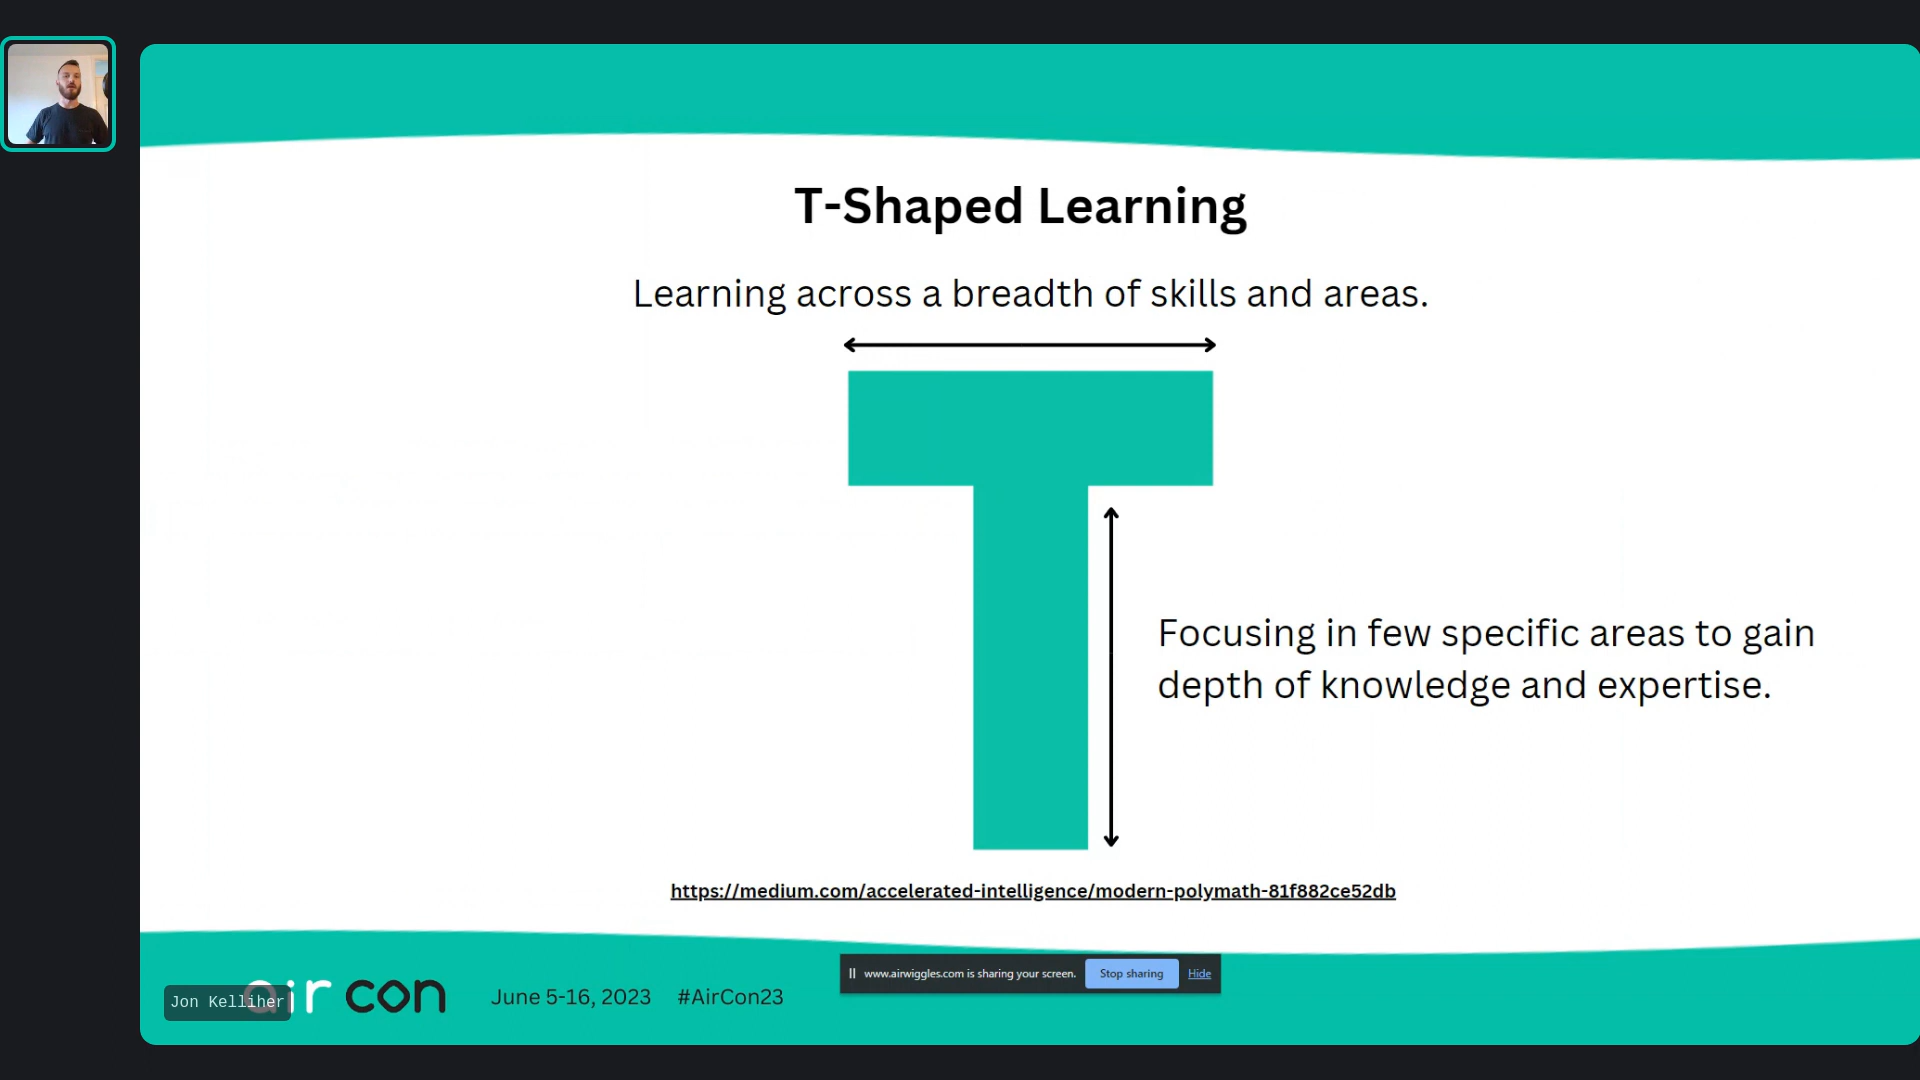 T-Shaped Learning
Learning across a breadth of skills and areas.
Focusing in few specific areas to gain
depth of knowledge and expertise.
https://medium.com/accelerated-intelligence/modern-polymath-81f882ce52db
www.airwiggles.com is sharing your screen. Stop sharing Hide
air con June 5-16, 2023 #AirCon23
Jon Kelliher